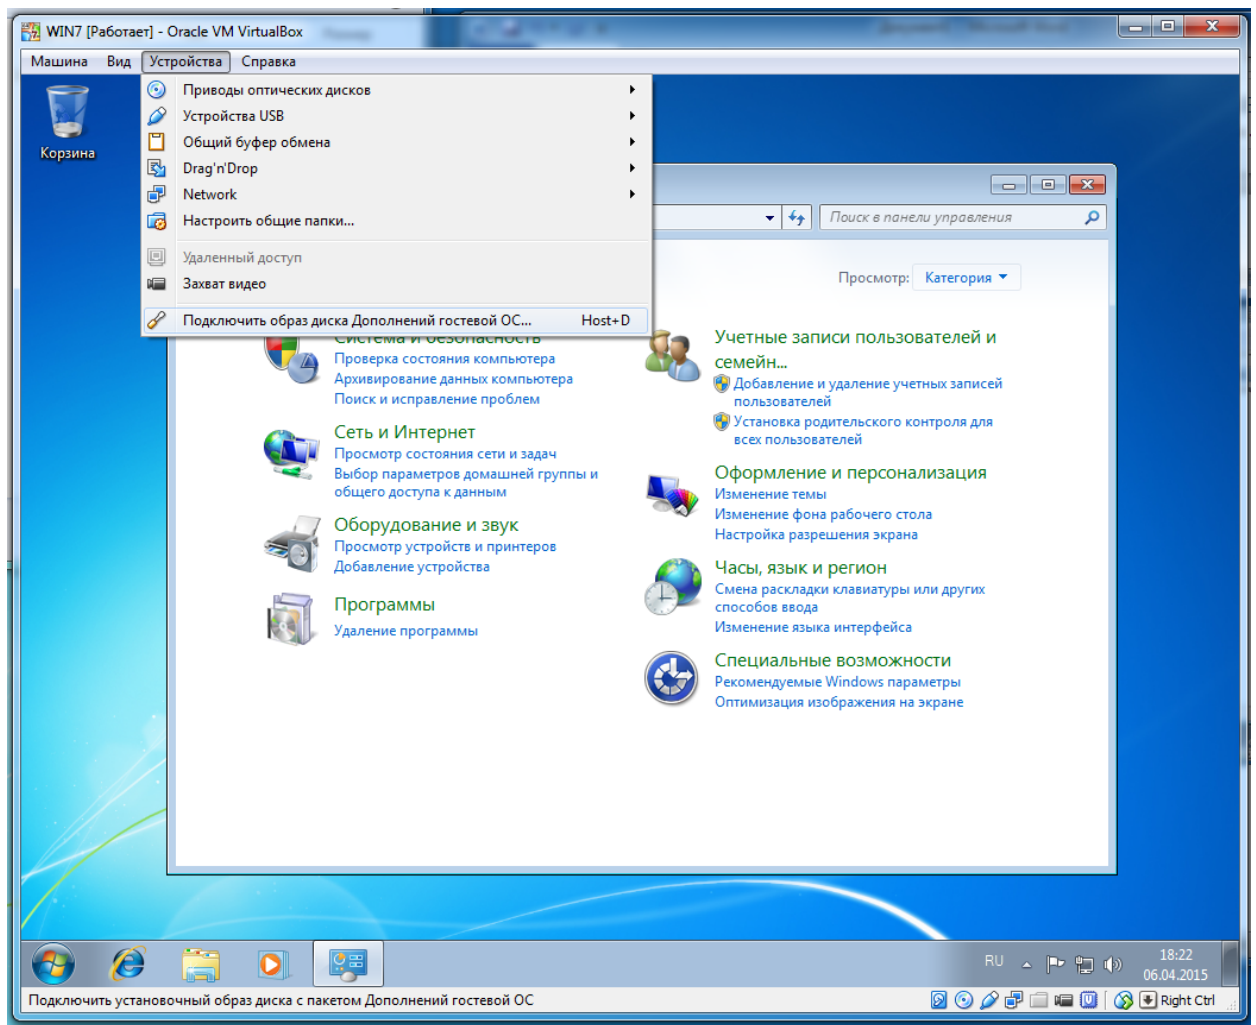 WIN7 [Работает] - Oracle VM VirtualBox
Машина Вид Устройства Справка
Корзина
Приводы оптических дисков
Устройства USB
Общий буфер обмена
Drag'n'Drop
Network
Настроить общие папки...
Удаленный доступ
Захват видео
Подключить образ диска Дополнений гостевой ОС... Host+D
Поиск в панели управления
Просмотр: Категория
Система и безопасность
Проверка состояния компьютера
Архивирование данных компьютера
Поиск и исправление проблем
Сеть и Интернет
Просмотр состояния сети и задач
Выбор параметров домашней группы и
общего доступа к данным
Оборудование и звук
Просмотр устройств и принтеров
Добавление устройства
Программы
Удаление программы
Учетные записи пользователей и
семейн...
Добавление и удаление учетных записей
пользователей
Установка родительского контроля для
всех пользователей
Оформление и персонализация
Изменение темы
Изменение фона рабочего стола
Настройка разрешения экрана
Часы, язык и регион
Смена раскладки клавиатуры или других
способов ввода
Изменение языка интерфейса
Специальные возможности
Рекомендуемые Windows параметры
Оптимизация изображения на экране
RU
18:22
06.04.2015
Подключить установочный образ диска с пакетом Дополнений гостевой ОС
Right Ctrl